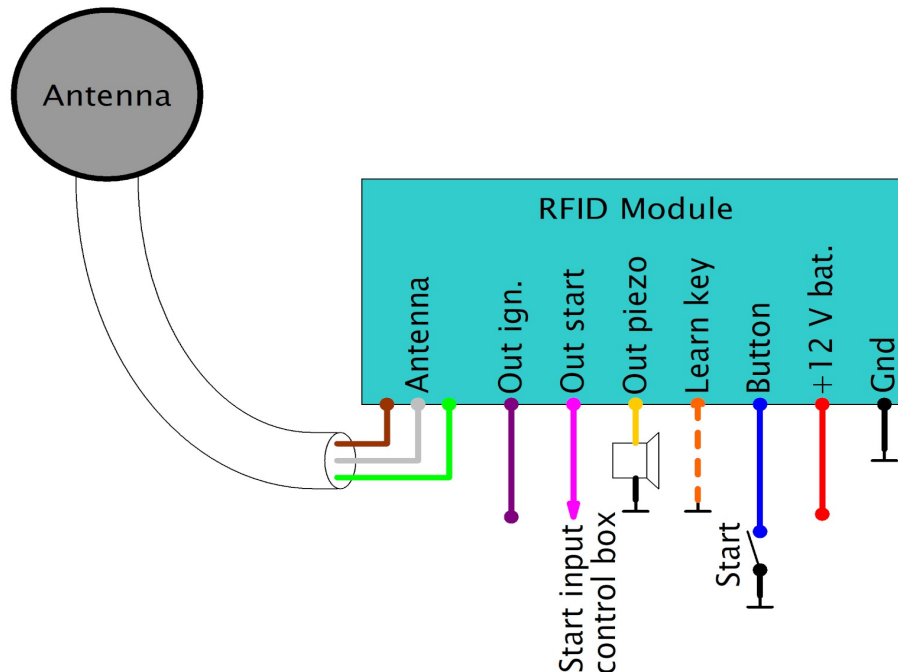 Antenna
RFID Module
Antenna
Out ign.
Out start
Out piezo
Learn key
Button
+12 V bat.
Gnd
Start input
control box
Start